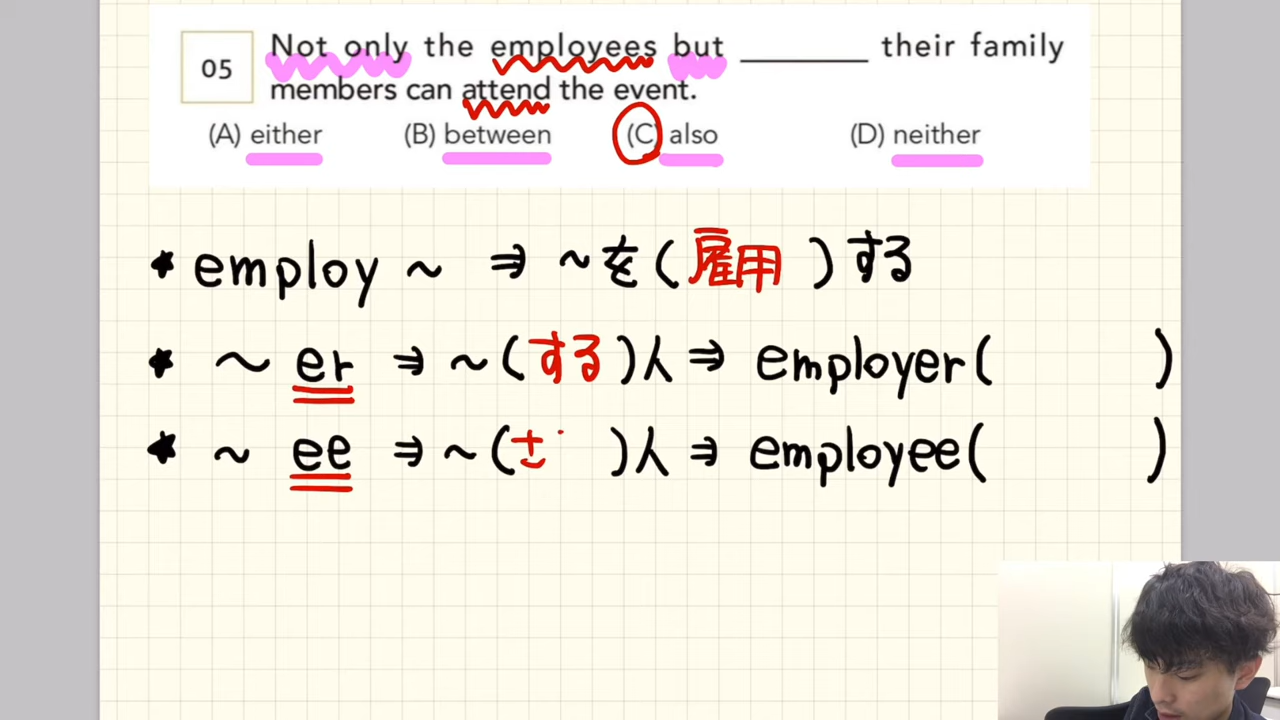 05
Not only the employees but ________ their family
members can attend the event.
(A) either (B) between (C) also (D) neither
* employ ~ ⇒ ~を(雇用)する
* ~ er ⇒ ~(する)人 ⇒ employer( )
* ~ ee ⇒ ~(さ )人 ⇒ employee( )